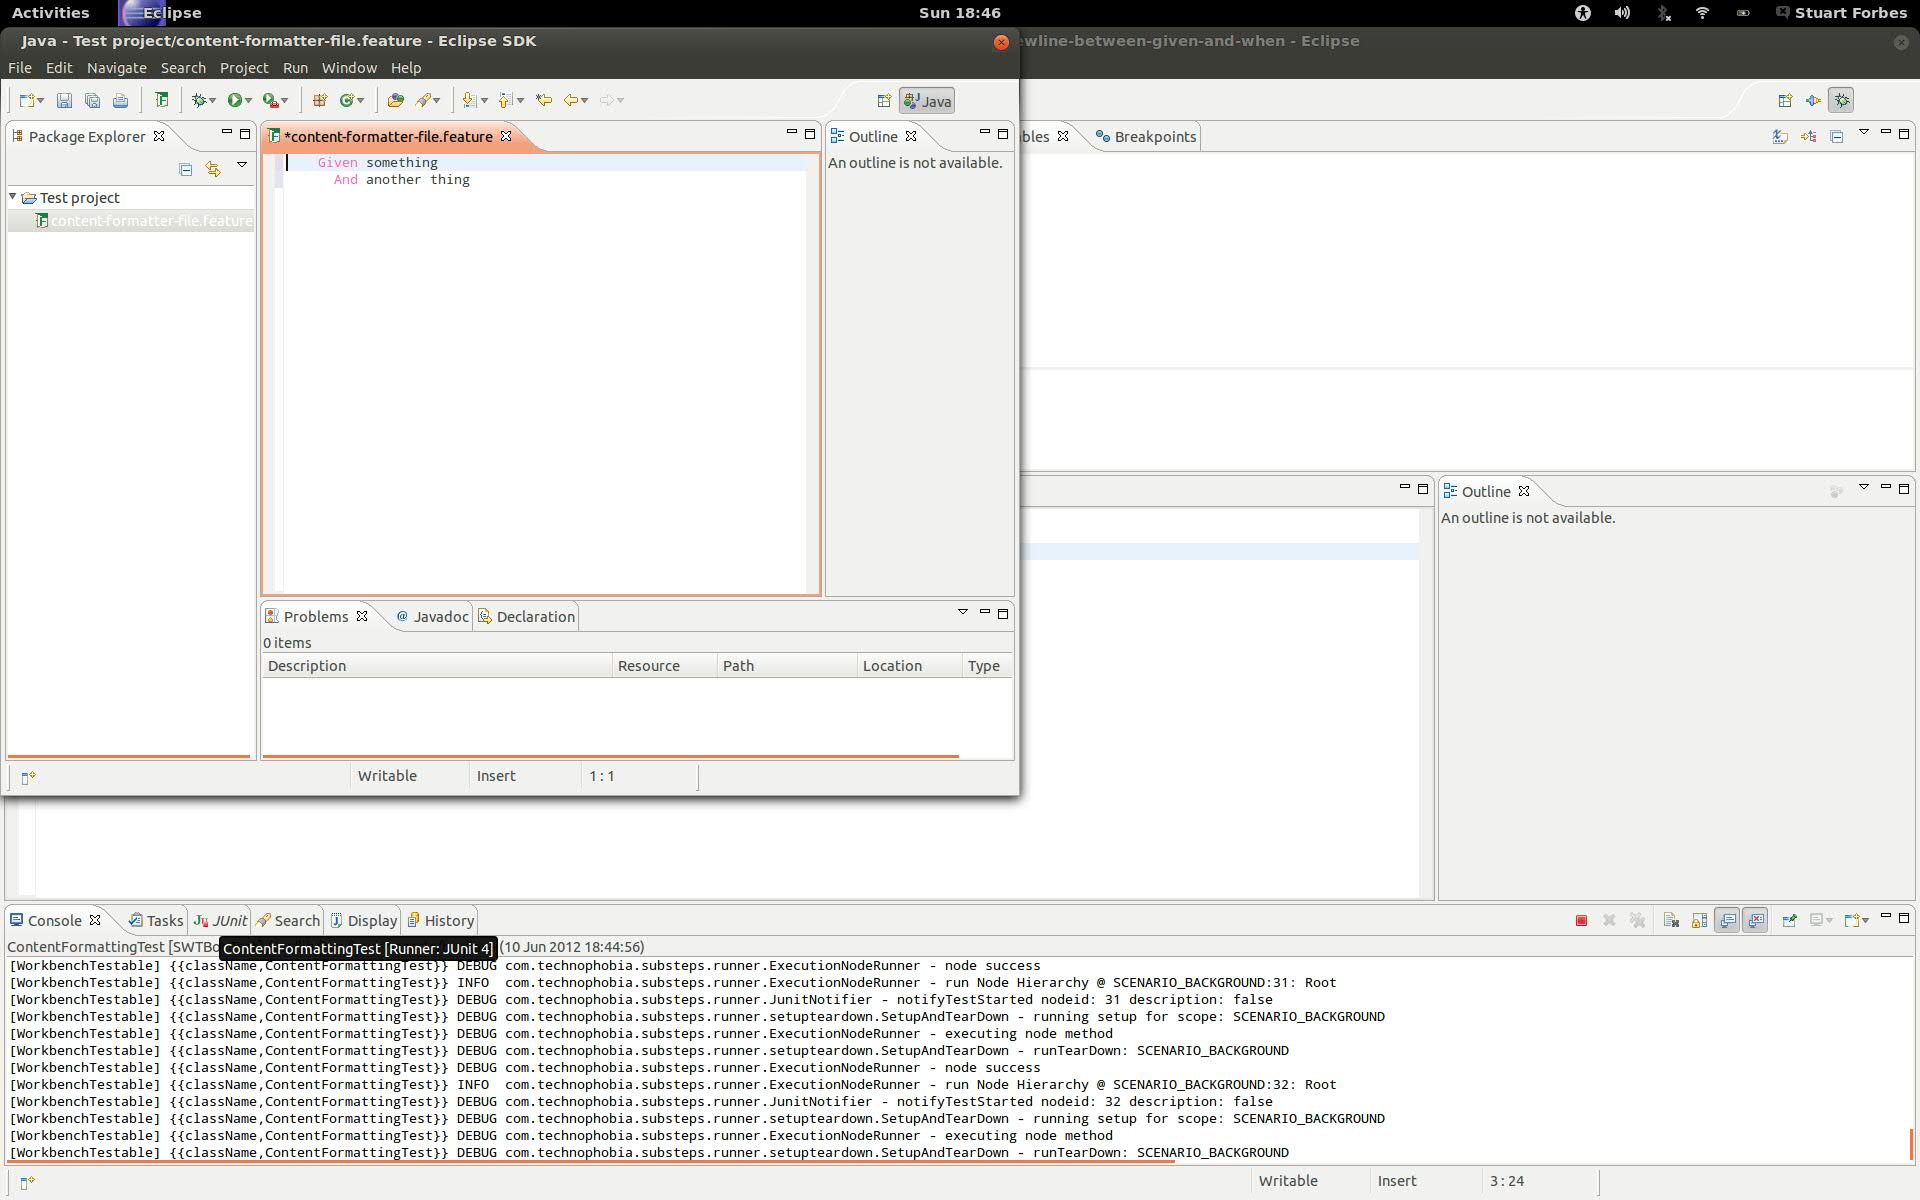 Activities Eclipse Sun 18:46 Stuart Forbes
Java - Test project/content-formatter-file.feature - Eclipse SDK
ewline-between-given-and-when - Eclipse
File Edit Navigate Search Project Run Window Help
Java
Package Explorer
*content-formatter-file.feature
Outline
bles Breakpoints
Given something
And another thing
An outline is not available.
Test project
content-formatter-file.feature
Outline
An outline is not available.
Problems @ Javadoc Declaration
0 items
Description Resource Path Location Type
Writable Insert 1 : 1
Console Tasks JUnit Search Display History
ContentFormattingTest [SWTBo (10 Jun 2012 18:44:56)
ContentFormattingTest [Runner: JUnit 4]
[WorkbenchTestable] {{className,ContentFormattingTest}} DEBUG com.technophobia.substeps.runner.ExecutionNodeRunner - node success
[WorkbenchTestable] {{className,ContentFormattingTest}} INFO  com.technophobia.substeps.runner.ExecutionNodeRunner - run Node Hierarchy @ SCENARIO_BACKGROUND:31: Root
[WorkbenchTestable] {{className,ContentFormattingTest}} DEBUG com.technophobia.substeps.runner.JunitNotifier - notifyTestStarted nodeid: 31 description: false
[WorkbenchTestable] {{className,ContentFormattingTest}} DEBUG com.technophobia.substeps.runner.setupteardown.SetupAndTearDown - running setup for scope: SCENARIO_BACKGROUND
[WorkbenchTestable] {{className,ContentFormattingTest}} DEBUG com.technophobia.substeps.runner.ExecutionNodeRunner - executing node method
[WorkbenchTestable] {{className,ContentFormattingTest}} DEBUG com.technophobia.substeps.runner.setupteardown.SetupAndTearDown - runTearDown: SCENARIO_BACKGROUND
[WorkbenchTestable] {{className,ContentFormattingTest}} DEBUG com.technophobia.substeps.runner.ExecutionNodeRunner - node success
[WorkbenchTestable] {{className,ContentFormattingTest}} INFO  com.technophobia.substeps.runner.ExecutionNodeRunner - run Node Hierarchy @ SCENARIO_BACKGROUND:32: Root
[WorkbenchTestable] {{className,ContentFormattingTest}} DEBUG com.technophobia.substeps.runner.JunitNotifier - notifyTestStarted nodeid: 32 description: false
[WorkbenchTestable] {{className,ContentFormattingTest}} DEBUG com.technophobia.substeps.runner.setupteardown.SetupAndTearDown - running setup for scope: SCENARIO_BACKGROUND
[WorkbenchTestable] {{className,ContentFormattingTest}} DEBUG com.technophobia.substeps.runner.ExecutionNodeRunner - executing node method
[WorkbenchTestable] {{className,ContentFormattingTest}} DEBUG com.technophobia.substeps.runner.setupteardown.SetupAndTearDown - runTearDown: SCENARIO_BACKGROUND
Writable Insert 3 : 24